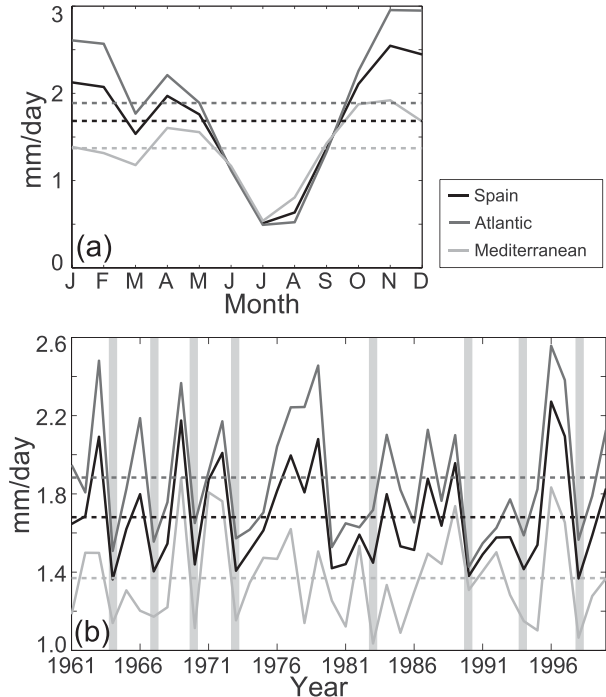 3
2
1
0
mm/day
(a)
J F M A M J J A S O N D
Month
Spain
Atlantic
Mediterranean
2.6
2.2
1.8
1.4
1.0
mm/day
(b)
1961 1966 1971 1976 1981 1986 1991 1996
Year